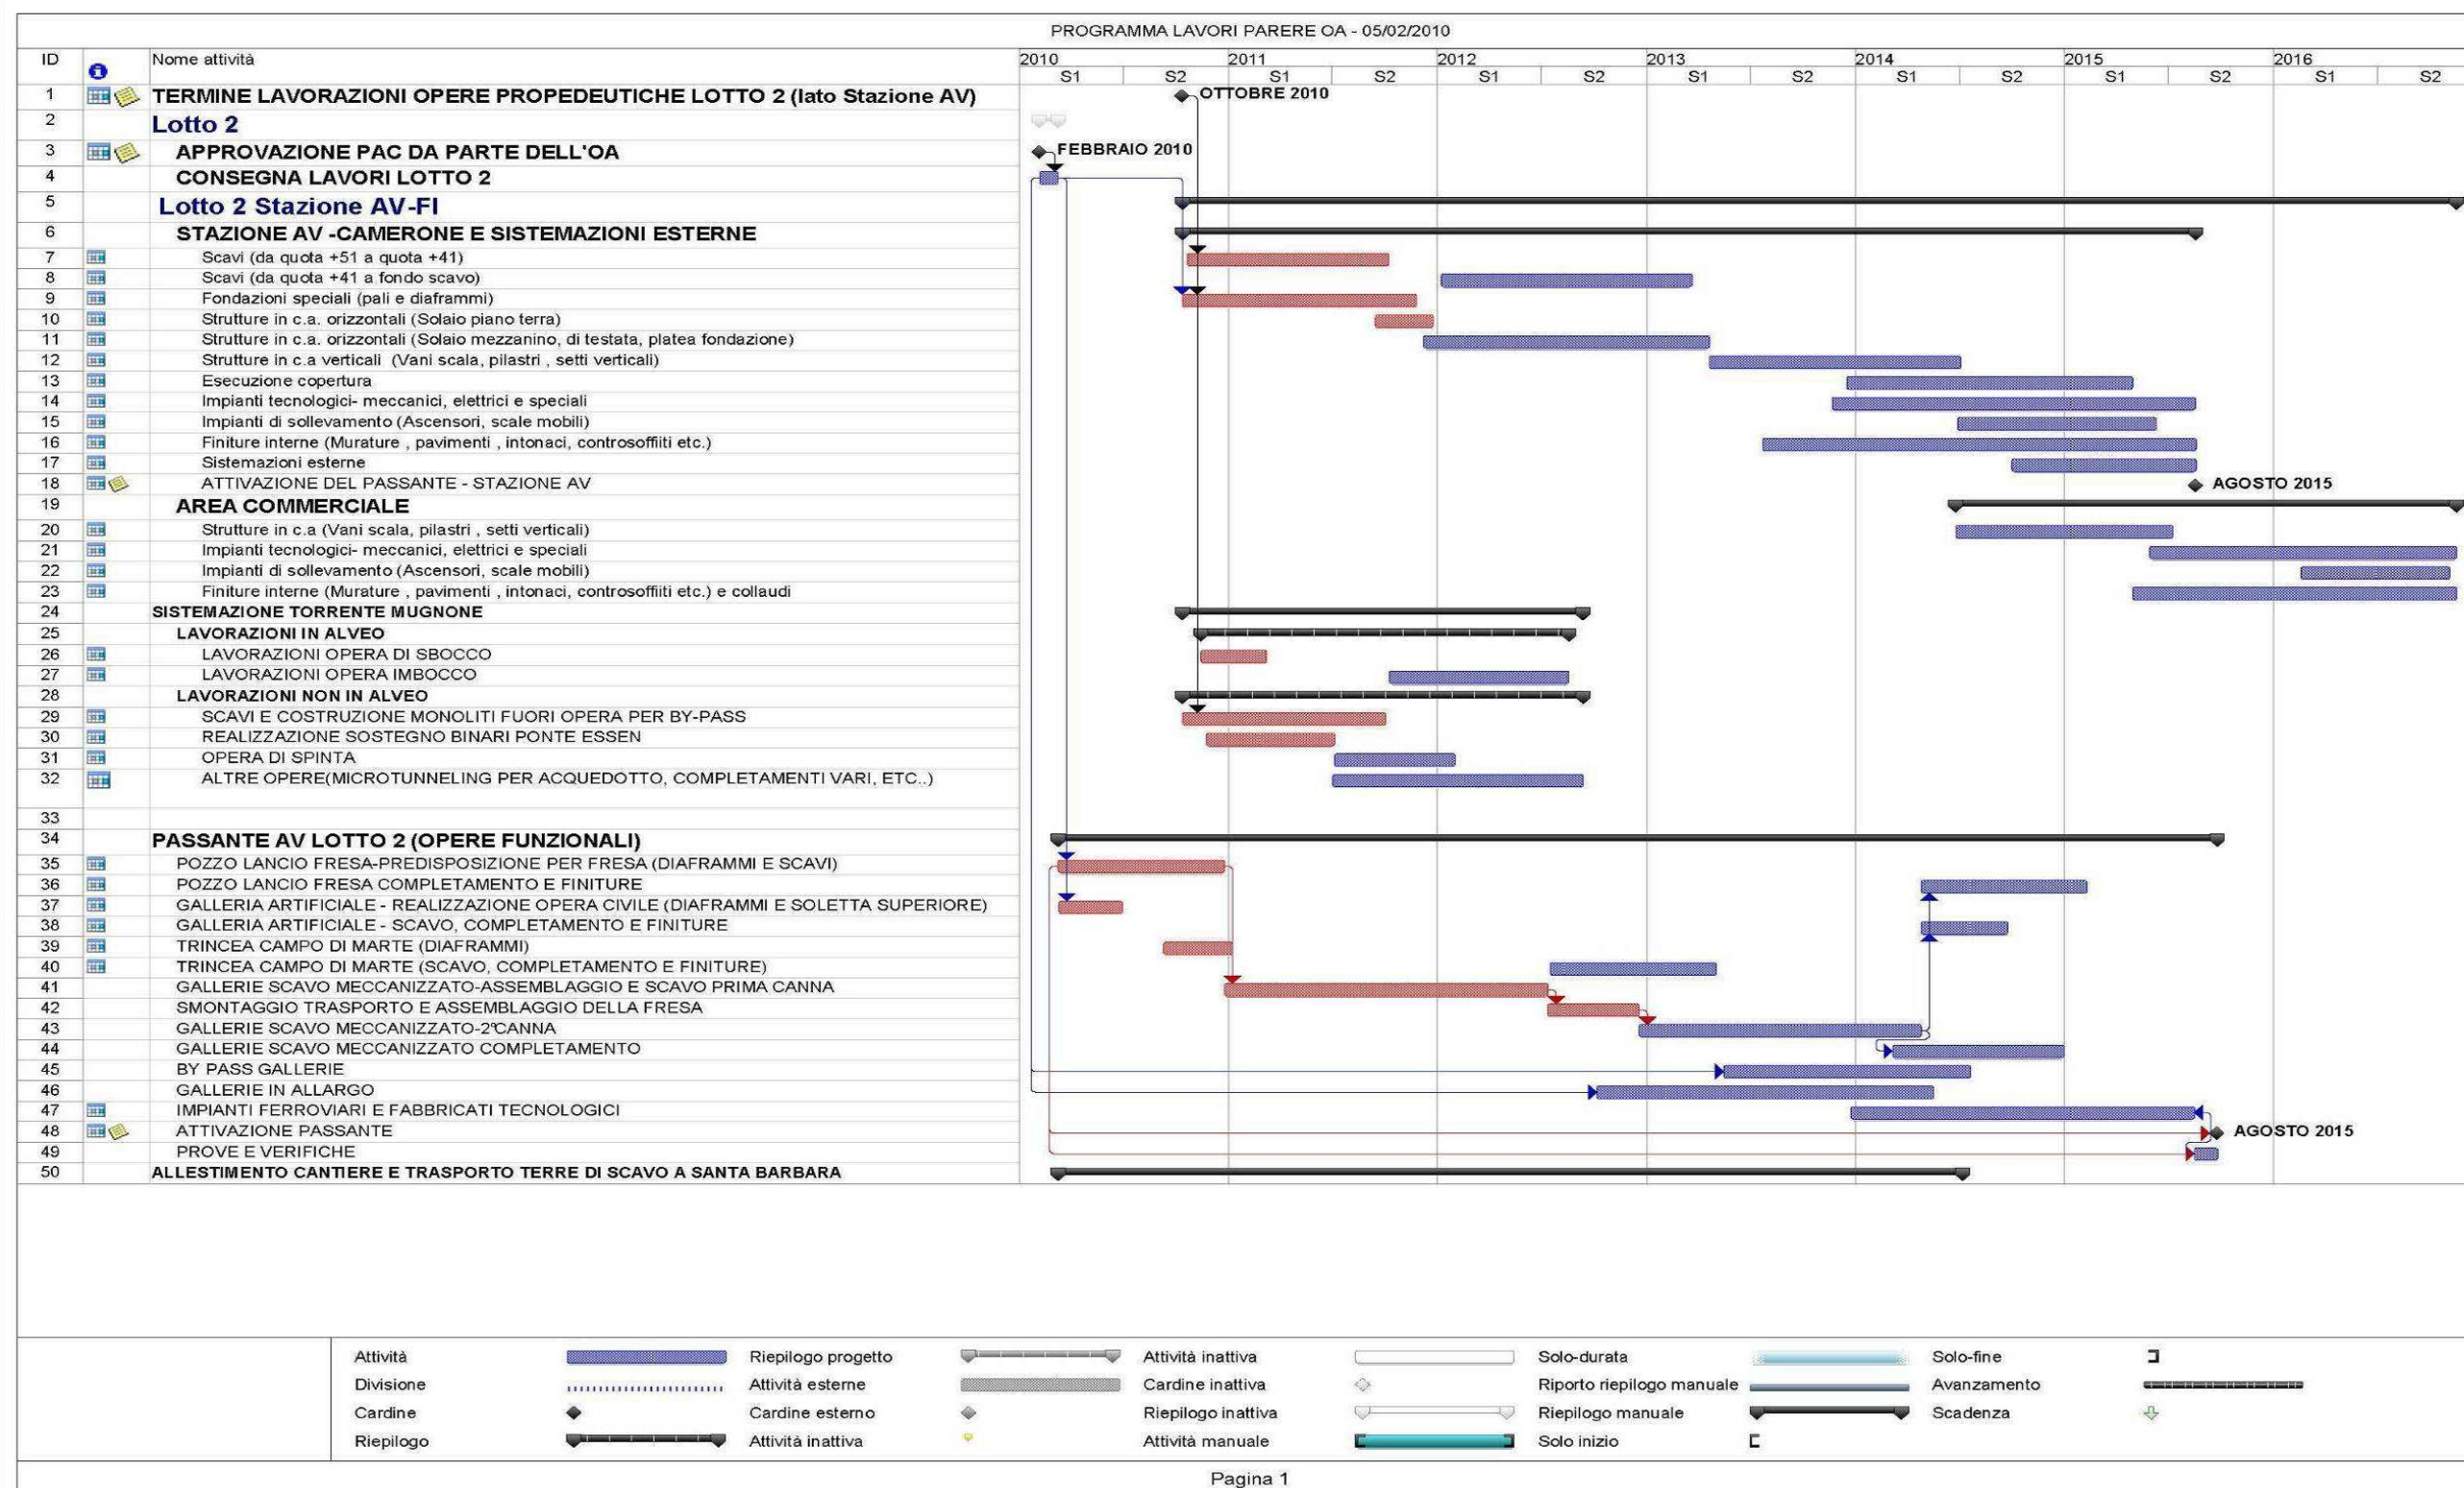 PROGRAMMA LAVORI PARERE OA - 05/02/2010
ID Nome attività 2010 2011 2012 2013 2014 2015 2016
S1 S2 S1 S2 S1 S2 S1 S2 S1 S2 S1 S2 S1 S2
1 TERMINE LAVORAZIONI OPERE PROPEDEUTICHE LOTTO 2 (lato Stazione AV) OTTOBRE 2010
2 Lotto 2
3 APPROVAZIONE PAC DA PARTE DELL'OA FEBBRAIO 2010
4 CONSEGNA LAVORI LOTTO 2
5 Lotto 2 Stazione AV-FI
6 STAZIONE AV -CAMERONE E SISTEMAZIONI ESTERNE
7 Scavi (da quota +51 a quota +41)
8 Scavi (da quota +41 a fondo scavo)
9 Fondazioni speciali (pali e diaframmi)
10 Strutture in c.a. orizzontali (Solaio piano terra)
11 Strutture in c.a. orizzontali (Solaio mezzanino, di testata, platea fondazione)
12 Strutture in c.a verticali (Vani scala, pilastri , setti verticali)
13 Esecuzione copertura
14 Impianti tecnologici- meccanici, elettrici e speciali
15 Impianti di sollevamento (Ascensori, scale mobili)
16 Finiture interne (Murature , pavimenti , intonaci, controsoffiiti etc.)
17 Sistemazioni esterne
18 ATTIVAZIONE DEL PASSANTE - STAZIONE AV AGOSTO 2015
19 AREA COMMERCIALE
20 Strutture in c.a (Vani scala, pilastri , setti verticali)
21 Impianti tecnologici- meccanici, elettrici e speciali
22 Impianti di sollevamento (Ascensori, scale mobili)
23 Finiture interne (Murature , pavimenti , intonaci, controsoffiiti etc.) e collaudi
24 SISTEMAZIONE TORRENTE MUGNONE
25 LAVORAZIONI IN ALVEO
26 LAVORAZIONI OPERA DI SBOCCO
27 LAVORAZIONI OPERA IMBOCCO
28 LAVORAZIONI NON IN ALVEO
29 SCAVI E COSTRUZIONE MONOLITI FUORI OPERA PER BY-PASS
30 REALIZZAZIONE SOSTEGNO BINARI PONTE ESSEN
31 OPERA DI SPINTA
32 ALTRE OPERE(MICROTUNNELING PER ACQUEDOTTO, COMPLETAMENTI VARI, ETC..)
33
34 PASSANTE AV LOTTO 2 (OPERE FUNZIONALI)
35 POZZO LANCIO FRESA-PREDISPOSIZIONE PER FRESA (DIAFRAMMI E SCAVI)
36 POZZO LANCIO FRESA COMPLETAMENTO E FINITURE
37 GALLERIA ARTIFICIALE - REALIZZAZIONE OPERA CIVILE (DIAFRAMMI E SOLETTA SUPERIORE)
38 GALLERIA ARTIFICIALE - SCAVO, COMPLETAMENTO E FINITURE
39 TRINCEA CAMPO DI MARTE (DIAFRAMMI)
40 TRINCEA CAMPO DI MARTE (SCAVO, COMPLETAMENTO E FINITURE)
41 GALLERIE SCAVO MECCANIZZATO-ASSEMBLAGGIO E SCAVO PRIMA CANNA
42 SMONTAGGIO TRASPORTO E ASSEMBLAGGIO DELLA FRESA
43 GALLERIE SCAVO MECCANIZZATO-2°CANNA
44 GALLERIE SCAVO MECCANIZZATO COMPLETAMENTO
45 BY PASS GALLERIE
46 GALLERIE IN ALLARGO
47 IMPIANTI FERROVIARI E FABBRICATI TECNOLOGICI
48 ATTIVAZIONE PASSANTE AGOSTO 2015
49 PROVE E VERIFICHE
50 ALLESTIMENTO CANTIERE E TRASPORTO TERRE DI SCAVO A SANTA BARBARA
Attività Riepilogo progetto Attività inattiva Solo-durata Solo-fine
Divisione Attività esterne Cardine inattiva Riporto riepilogo manuale Avanzamento
Cardine Cardine esterno Riepilogo inattiva Riepilogo manuale Scadenza
Riepilogo Attività inattiva Attività manuale Solo inizio
Pagina 1